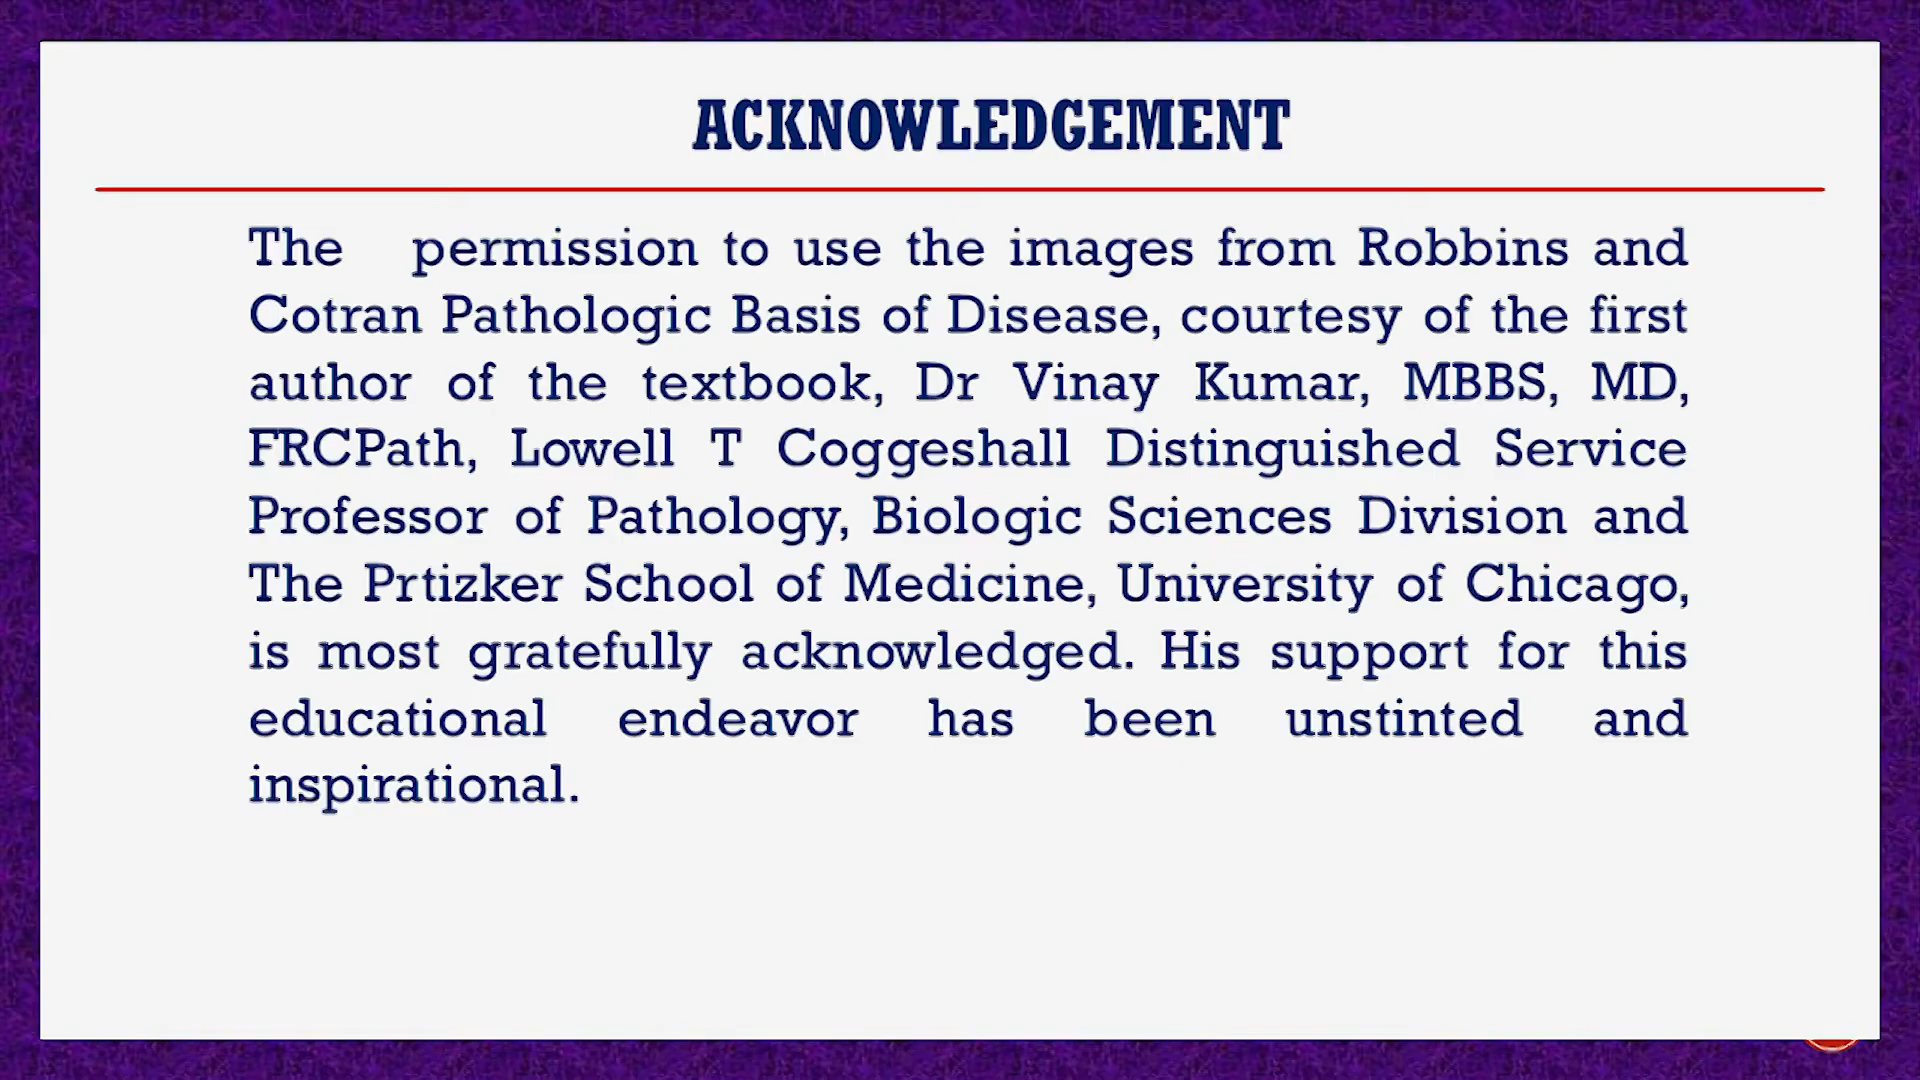 ACKNOWLEDGEMENT
The permission to use the images from Robbins and
Cotran Pathologic Basis of Disease, courtesy of the first
author of the textbook, Dr Vinay Kumar, MBBS, MD,
FRCPath, Lowell T Coggeshall Distinguished Service
Professor of Pathology, Biologic Sciences Division and
The Prtizker School of Medicine, University of Chicago,
is most gratefully acknowledged. His support for this
educational endeavor has been unstinted and
inspirational.